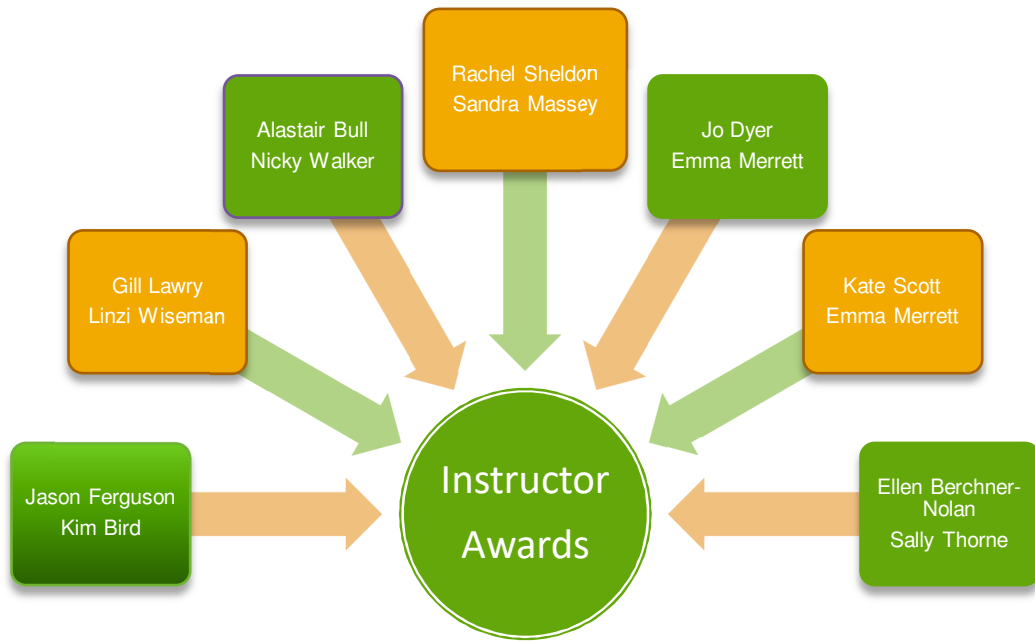 Rachel Sheldon
Sandra Massey
Alastair Bull
Nicky Walker
Jo Dyer
Emma Merrett
Gill Lawry
Linzi Wiseman
Kate Scott
Emma Merrett
Jason Ferguson
Kim Bird
Instructor
Awards
Ellen Berchner-
Nolan
Sally Thorne